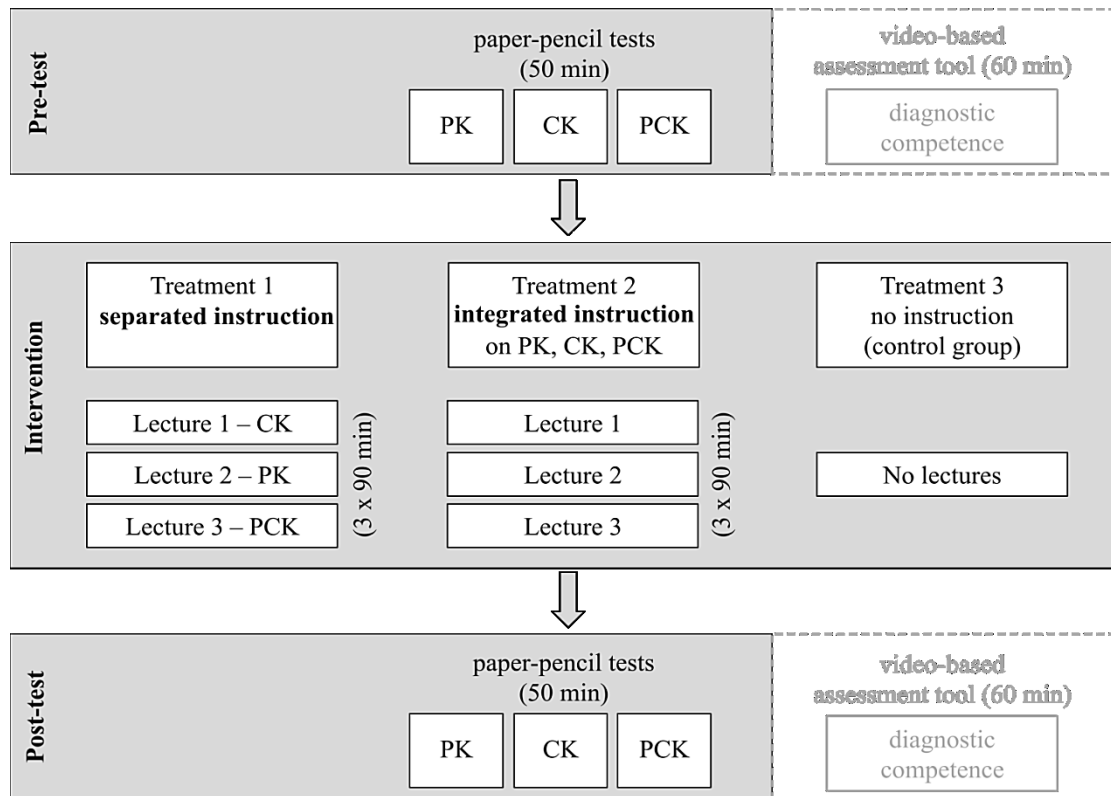 Pre-test
paper-pencil tests
(50 min)
PK
CK
PCK
video-based
assessment tool (60 min)
diagnostic
competence
Intervention
Treatment 1
separated instruction
Treatment 2
integrated instruction
on PK, CK, PCK
Treatment 3
no instruction
(control group)
Lecture 1 – CK
Lecture 2 – PK
Lecture 3 – PCK
(3 x 90 min)
Lecture 1
Lecture 2
Lecture 3
(3 x 90 min)
No lectures
Post-test
paper-pencil tests
(50 min)
PK
CK
PCK
video-based
assessment tool (60 min)
diagnostic
competence